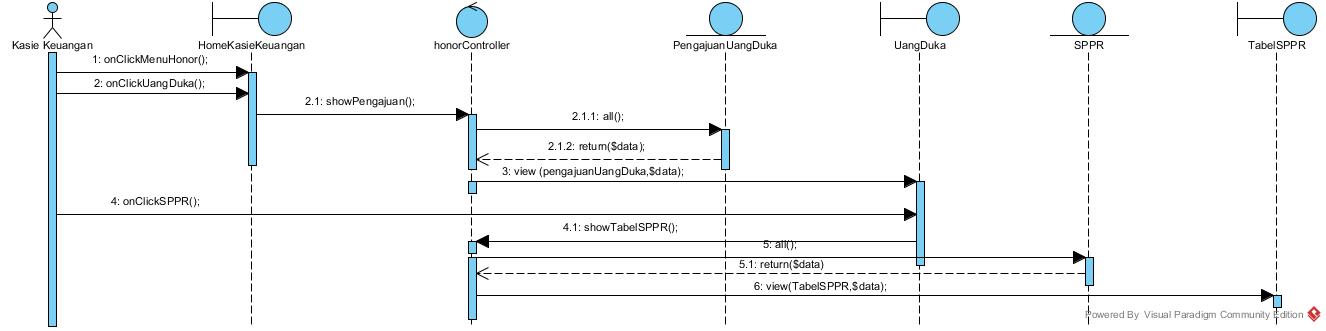 Kasie Keuangan
HomeKasieKeuangan
honorController
PengajuanUangDuka
UangDuka
SPPR
TabelSPPR
1: onClickMenuHonor();
2: onClickUangDuka();
2.1: showPengajuan();
2.1.1: all();
2.1.2: return($data);
3: view (pengajuanUangDuka,$data);
4: onClickSPPR();
4.1: showTabelSPPR();
5: all();
5.1: return($data)
6: view(TabelSPPR,$data);
Powered By Visual Paradigm Community Edition